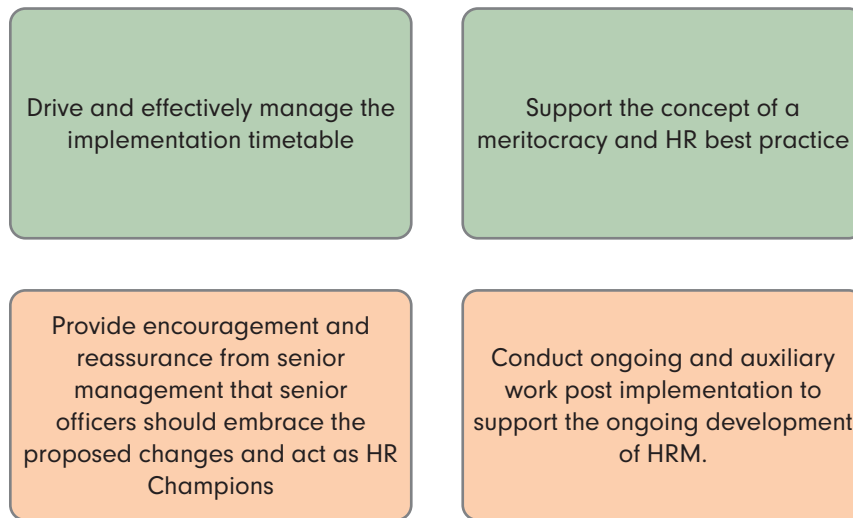 Drive and effectively manage the
implementation timetable
Support the concept of a
meritocracy and HR best practice
Provide encouragement and
reassurance from senior
management that senior
officers should embrace the
proposed changes and act as HR
Champions
Conduct ongoing and auxiliary
work post implementation to
support the ongoing development
of HRM.